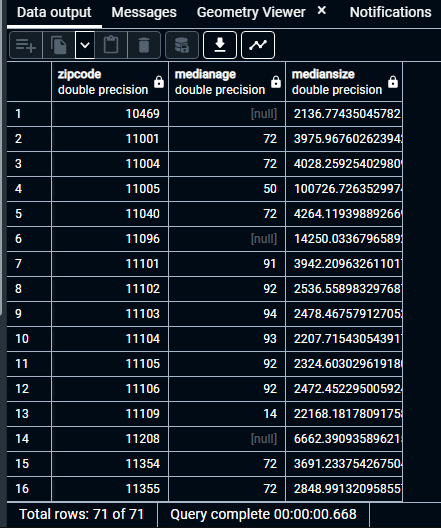 Data output Messages Geometry Viewer × Notifications
zipcode medianage mediansize
double precision double precision double precision
1 10469 [null] 2136.77435045782
2 11001 72 3975.96760262394
3 11004 72 4028.25925402980
4 11005 50 100726.726352997
5 11040 72 4264.11939889266
6 11096 [null] 14250.0336796589
7 11101 91 3942.20963261101
8 11102 92 2536.55898329768
9 11103 94 2478.46757912705
10 11104 93 2207.71543054391
11 11105 92 2324.60302961918
12 11106 92 2472.45229500592
13 11109 14 22168.1817809175
14 11208 [null] 6662.39093589621
15 11354 72 3691.23375426750
16 11355 72 2848.99132095855
Total rows: 71 of 71 Query complete 00:00:00.668